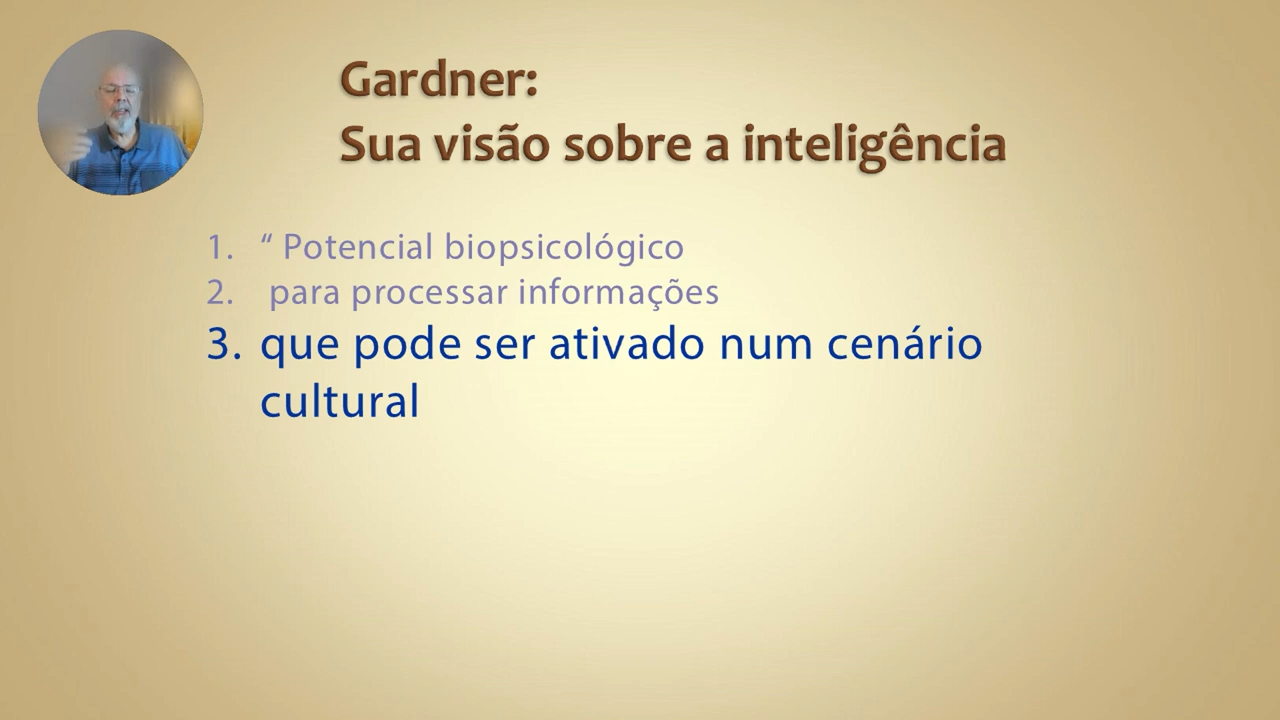 Gardner:
Sua visão sobre a inteligência
1. “ Potencial biopsicológico
2. para processar informações
3. que pode ser ativado num cenário
cultural